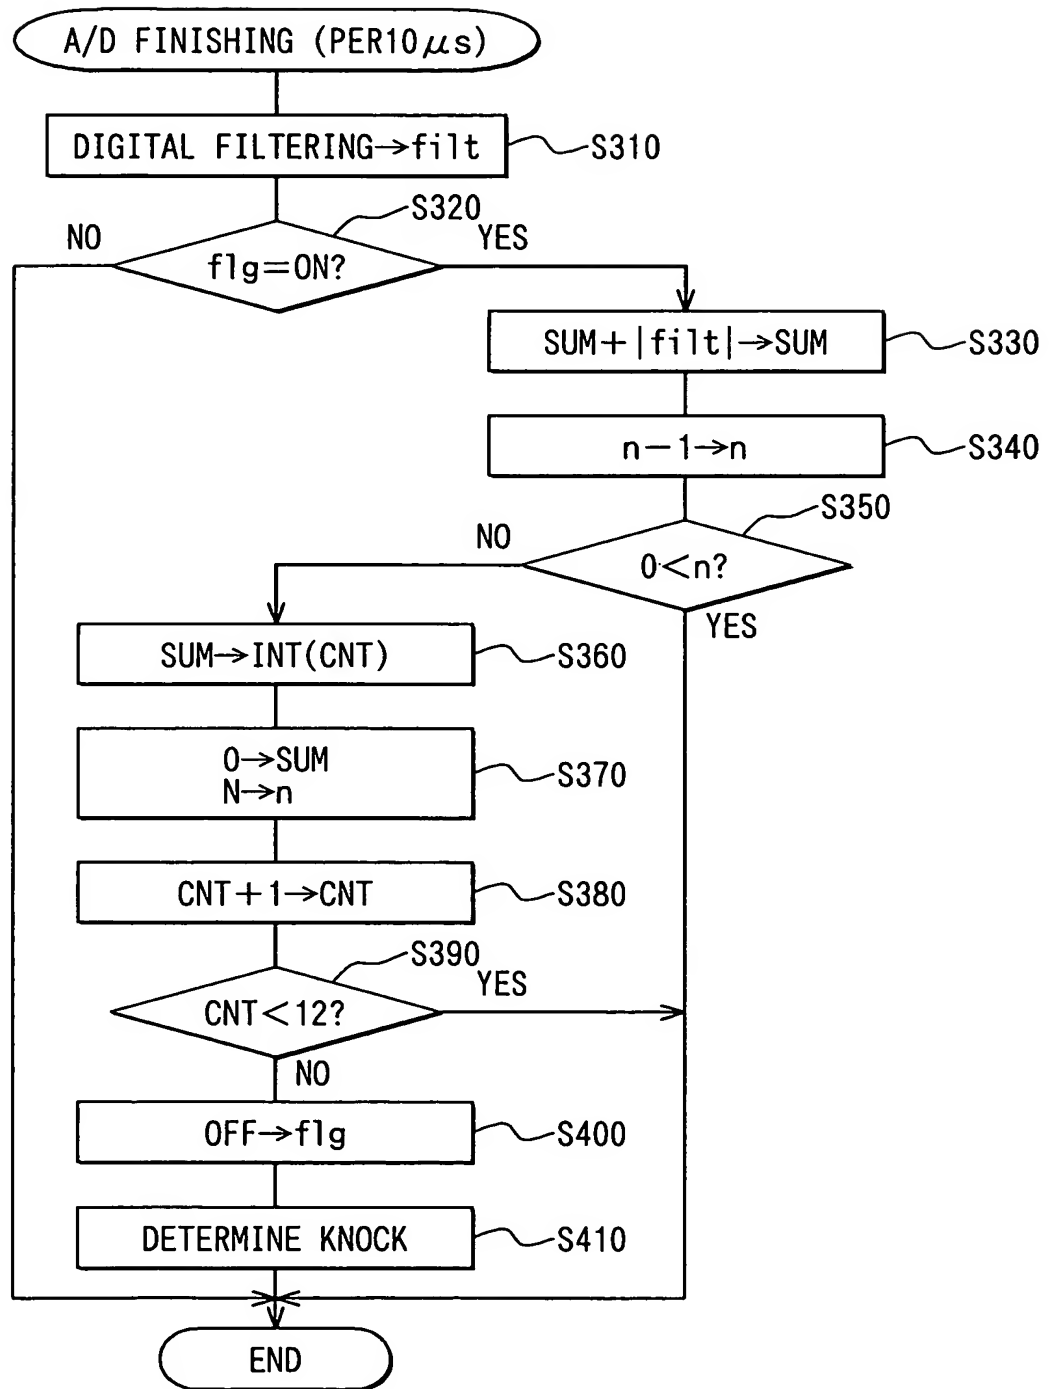 A/D FINISHING (PER10μs)
DIGITAL FILTERING→filt
S310
S320
NO
YES
flg=ON?
SUM+|filt|→SUM
S330
n-1→n
S340
S350
NO
0<n?
YES
SUM→INT(CNT)
S360
0→SUM
N→n
S370
CNT+1→CNT
S380
S390
YES
CNT<12?
NO
OFF→flg
S400
DETERMINE KNOCK
S410
END